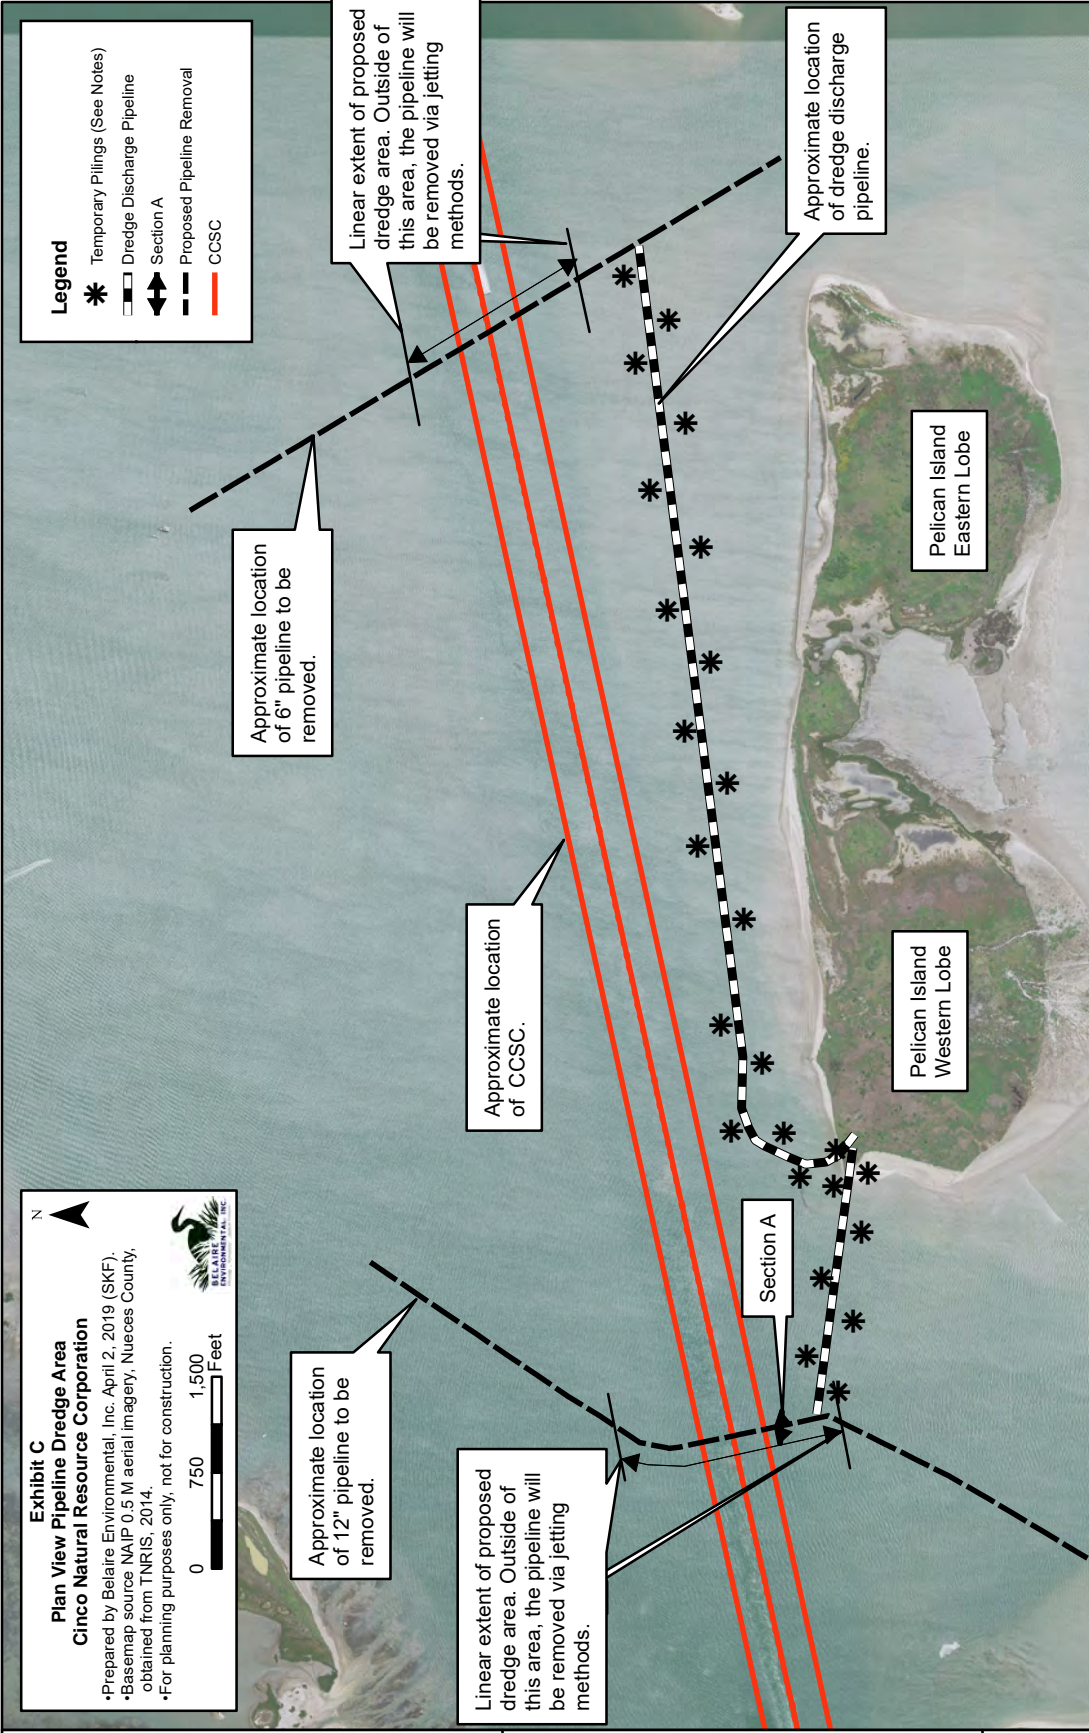 Exhibit C
Plan View Pipeline Dredge Area
Cinco Natural Resource Corporation
•Prepared by Belaire Environmental, Inc. April 2, 2019 (SKF).
•Basemap source NAIP 0.5 M aerial imagery, Nueces County,
obtained from TNRIS, 2014.
•For planning purposes only, not for construction.
0 750 1,500
Feet
N
BELAIRE
ENVIRONMENTAL INC.
Legend
Temporary Pilings (See Notes)
Dredge Discharge Pipeline
Section A
Proposed Pipeline Removal
CCSC
Approximate location
of 12" pipeline to be
removed.
Approximate location
of 6" pipeline to be
removed.
Linear extent of proposed
dredge area. Outside of
this area, the pipeline will
be removed via jetting
methods.
Approximate location
of CCSC.
Linear extent of proposed
dredge area. Outside of
this area, the pipeline will
be removed via jetting
methods.
Section A
Approximate location
of dredge discharge
pipeline.
Pelican Island
Western Lobe
Pelican Island
Eastern Lobe